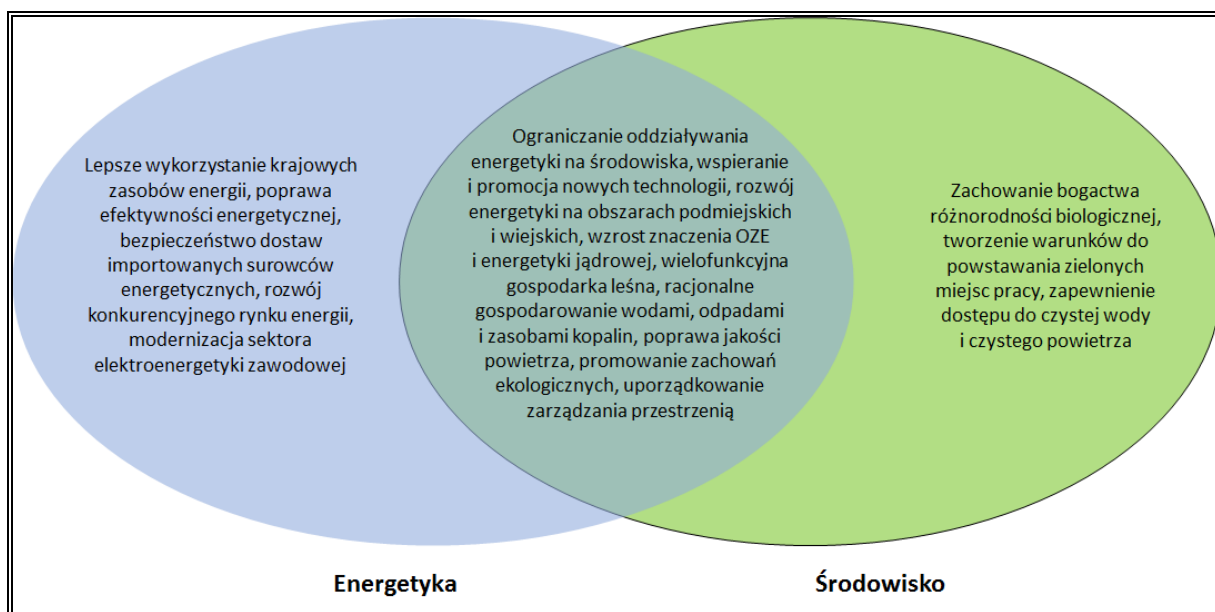 Lepsze wykorzystanie krajowych
zasobów energii, poprawa
efektywności energetycznej,
bezpieczeństwo dostaw
importowanych surowców
energetycznych, rozwój
konkurencyjnego rynku energii,
modernizacja sektora
elektroenergetyki zawodowej
Ograniczanie oddziaływania
energetyki na środowiska, wspieranie
i promocja nowych technologii, rozwój
energetyki na obszarach podmiejskich
i wiejskich, wzrost znaczenia OZE
i energetyki jądrowej, wielofunkcyjna
gospodarka leśna, racjonalne
gospodarowanie wodami, odpadami
i zasobami kopalin, poprawa jakości
powietrza, promowanie zachowań
ekologicznych, uporządkowanie
zarządzania przestrzenią
Zachowanie bogactwa
różnorodności biologicznej,
tworzenie warunków do
powstawania zielonych
miejsc pracy, zapewnienie
dostępu do czystej wody
i czystego powietrza
Energetyka
Środowisko